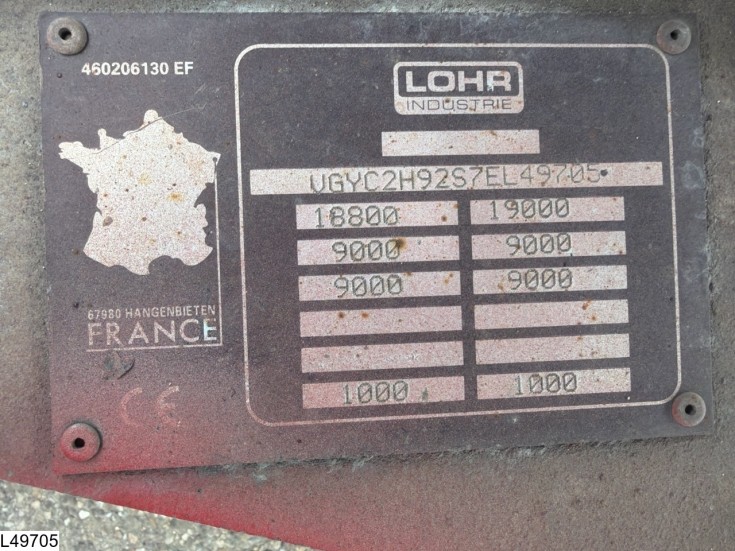 460206130 EF
LOHR
INDUSTRIE
VGYC2H92S7EL49705
18800 19000
9000 9000
9000 9000
1000 1000
67980 HANGENBIETEN
FRANCE
CE
L49705